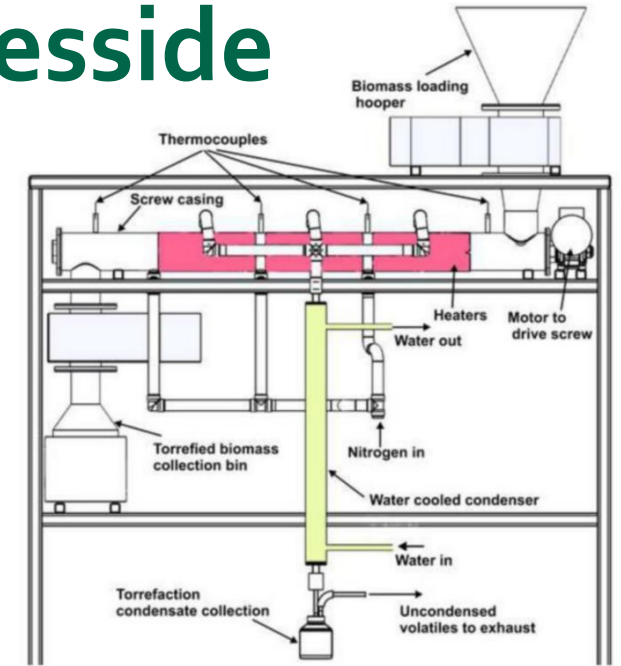 esside
Biomass loading
hooper
Thermocouples
Screw casing
Heaters
Motor to
drive screw
Water out
Torrefied biomass
collection bin
Nitrogen in
Water cooled condenser
Water in
Torrefaction
condensate collection
Uncondensed
volatiles to exhaust